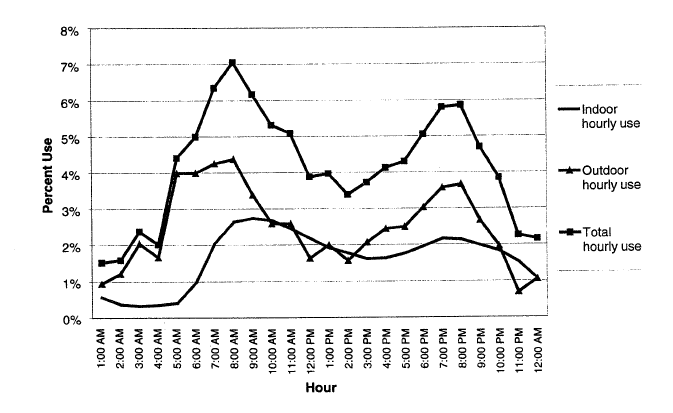 8%
7%
6%
5%
4%
3%
2%
1%
0%
Percent Use
1:00 AM
2:00 AM
3:00 AM
4:00 AM
5:00 AM
6:00 AM
7:00 AM
8:00 AM
9:00 AM
10:00 AM
11:00 AM
12:00 PM
1:00 PM
2:00 PM
3:00 PM
4:00 PM
5:00 PM
6:00 PM
7:00 PM
8:00 PM
9:00 PM
10:00 PM
11:00 PM
12:00 AM
Hour
Indoor
hourly use
Outdoor
hourly use
Total
hourly use